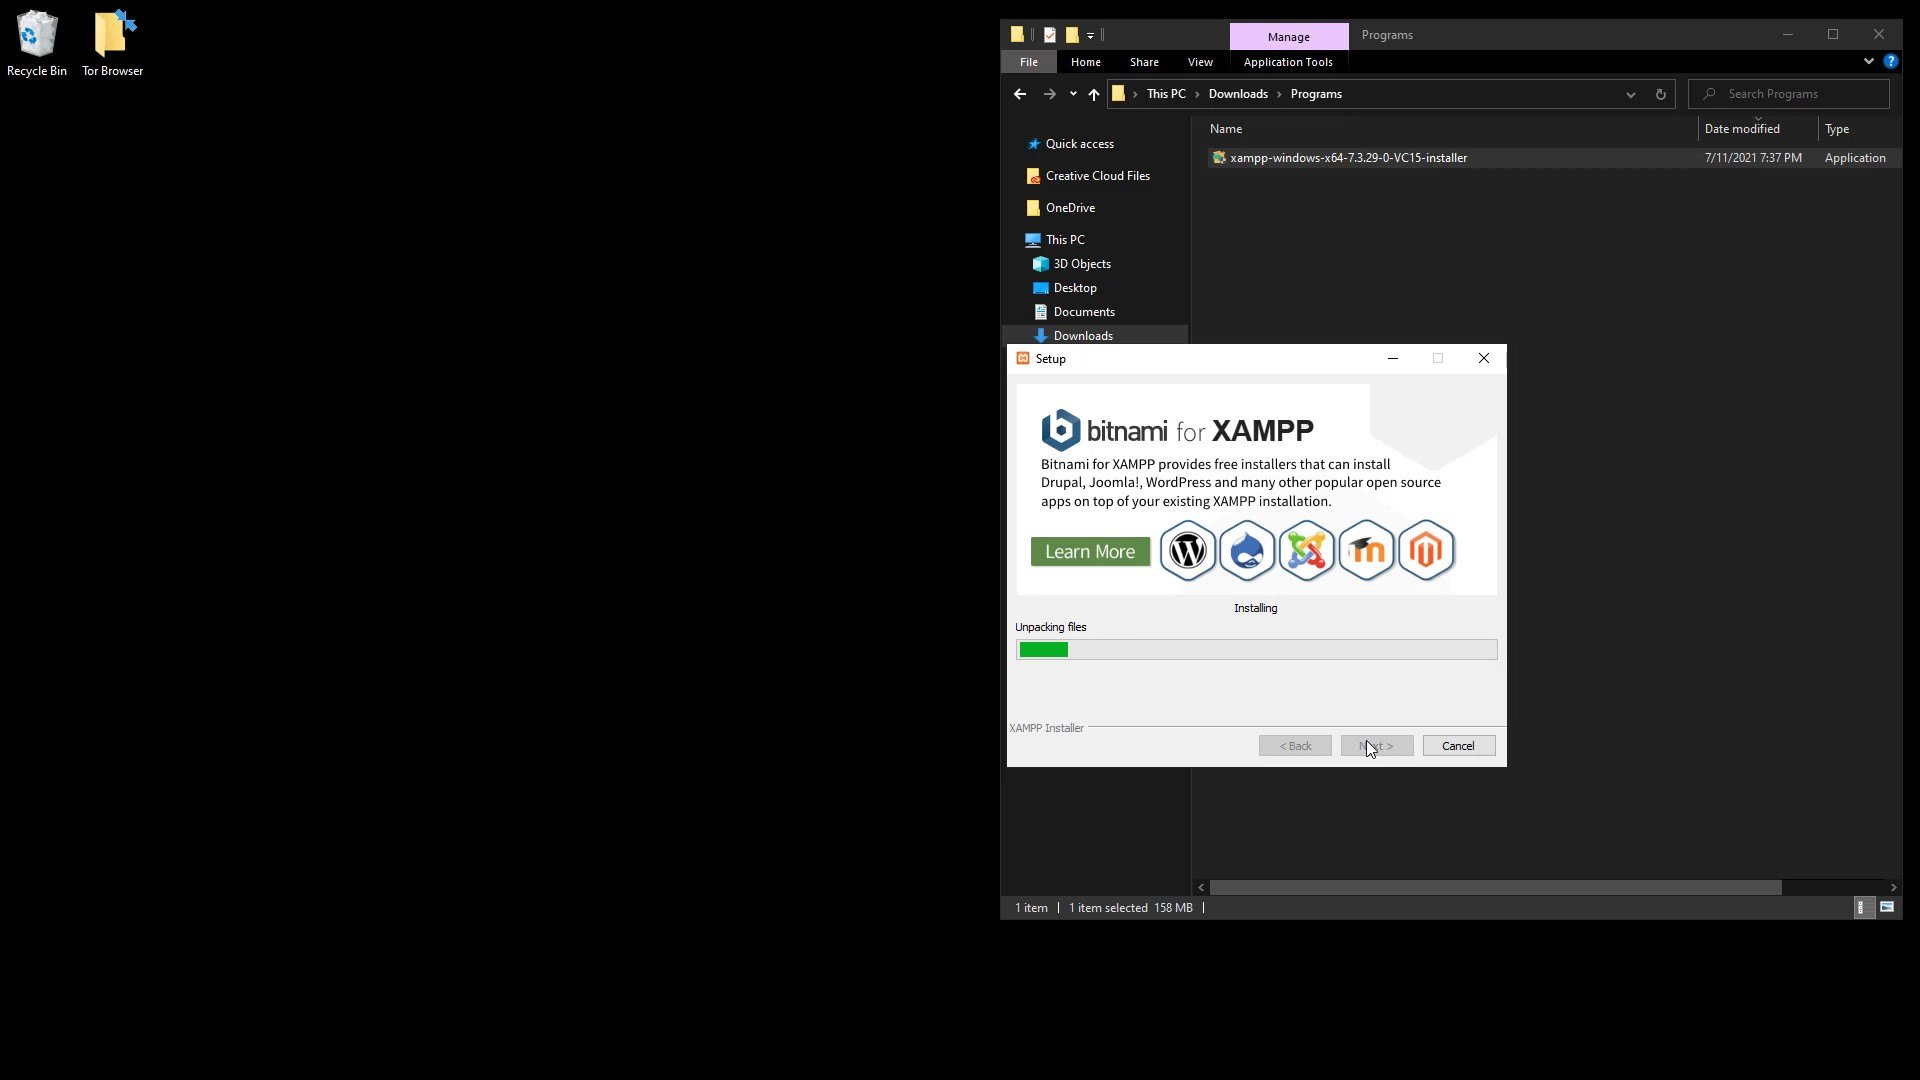 Recycle Bin
Tor Browser
Manage
Programs
File
Home
Share
View
Application Tools
This PC
Downloads
Programs
Search Programs
Name
Date modified
Type
Quick access
xampp-windows-x64-7.3.29-0-VC15-installer
7/11/2021 7:37 PM
Application
Creative Cloud Files
OneDrive
This PC
3D Objects
Desktop
Documents
Downloads
Setup
bitnami for XAMPP
Bitnami for XAMPP provides free installers that can install
Drupal, Joomla!, WordPress and many other popular open source
apps on top of your existing XAMPP installation.
Learn More
Installing
Unpacking files
XAMPP Installer
< Back
Cancel
1 item
1 item selected 158 MB